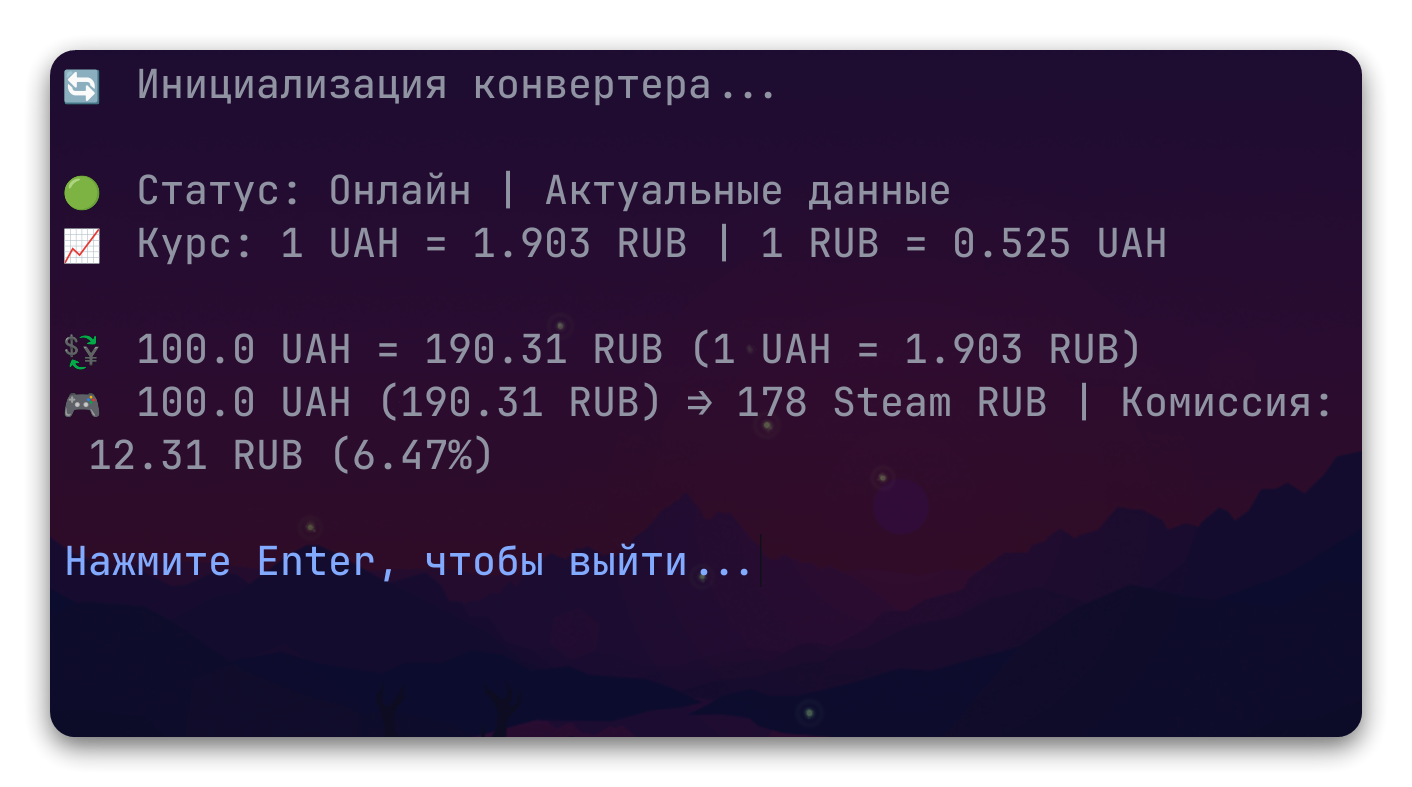 🔄 Инициализация конвертера...
🟢 Статус: Онлайн | Актуальные данные
📈 Курс: 1 UAH = 1.903 RUB | 1 RUB = 0.525 UAH
💱 100.0 UAH = 190.31 RUB (1 UAH = 1.903 RUB)
🎮 100.0 UAH (190.31 RUB) ⇒ 178 Steam RUB | Комиссия:
12.31 RUB (6.47%)
Нажмите Enter, чтобы выйти...